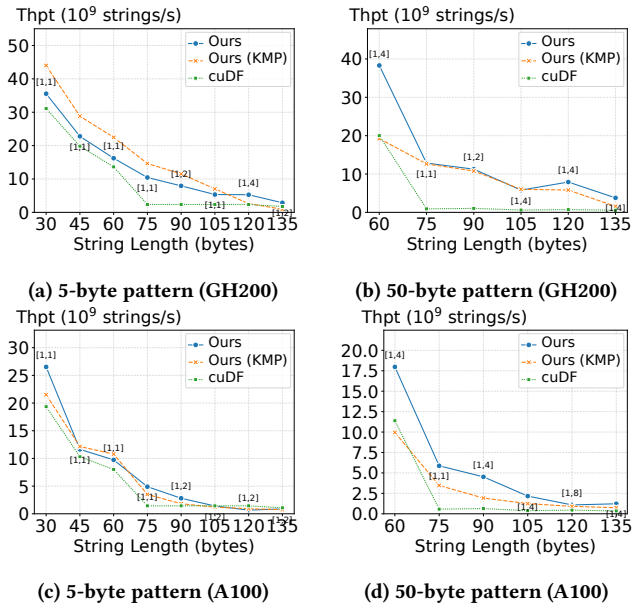 Thpt (10⁹ strings/s)
50
40
30
20
10
0
[1,1]
[1,1]
[1,1]
[1,1]
[1,2]
[1,1]
[1,4]
[1,2]
Ours
Ours (KMP)
cuDF
30 45 60 75 90 105 120 135
String Length (bytes)
(a) 5-byte pattern (GH200)
Thpt (10⁹ strings/s)
40
30
20
10
0
[1,4]
[1,1]
[1,2]
[1,4]
[1,4]
[1,4]
Ours
Ours (KMP)
cuDF
60 75 90 105 120 135
String Length (bytes)
(b) 50-byte pattern (GH200)
Thpt (10⁹ strings/s)
30
25
20
15
10
5
0
[1,1]
[1,1]
[1,1]
[1,1]
[1,2]
[1,2]
[1,2]
[1,2]
Ours
Ours (KMP)
cuDF
30 45 60 75 90 105 120 135
String Length (bytes)
(c) 5-byte pattern (A100)
Thpt (10⁹ strings/s)
20.0
17.5
15.0
12.5
10.0
7.5
5.0
2.5
0.0
[1,4]
[1,1]
[1,4]
[1,4]
[1,8]
[1,4]
Ours
Ours (KMP)
cuDF
60 75 90 105 120 135
String Length (bytes)
(d) 50-byte pattern (A100)